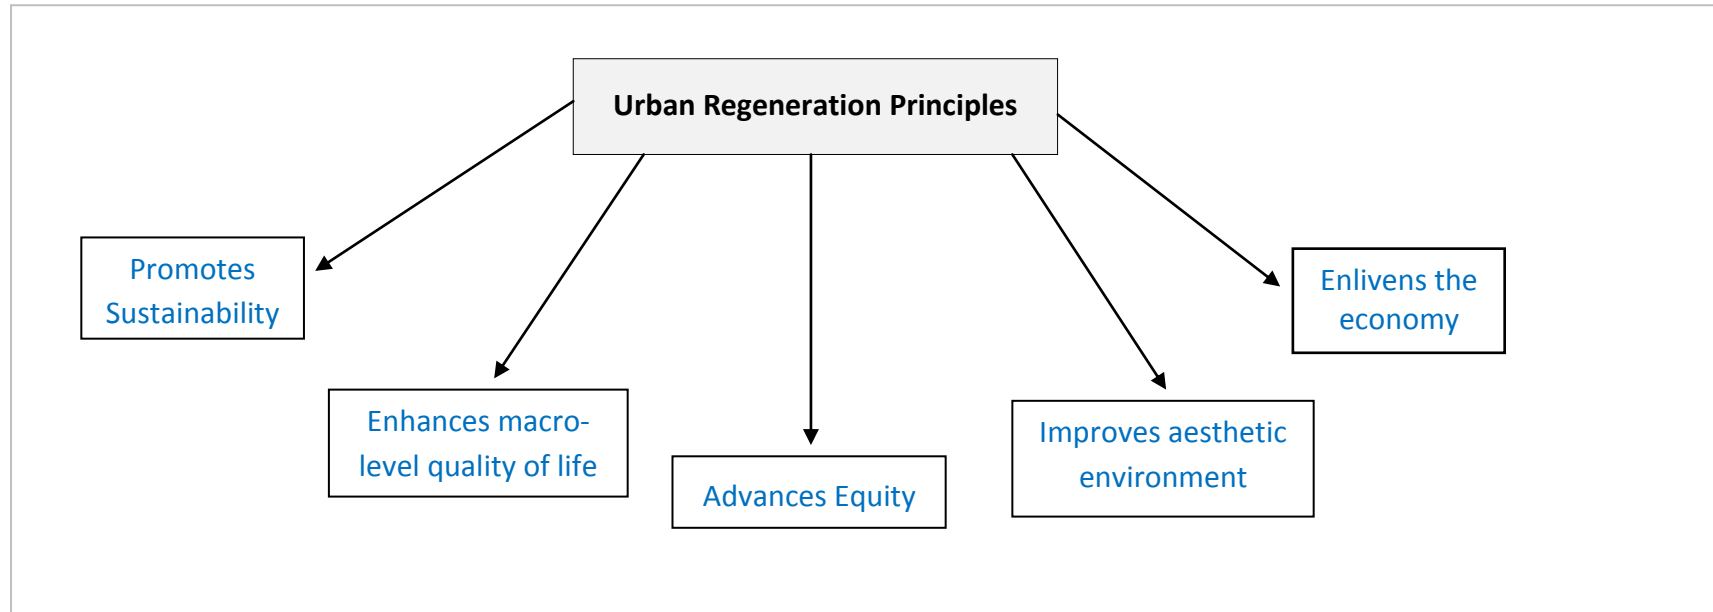 Urban Regeneration Principles
Promotes
Sustainability
Enhances macro-
level quality of life
Advances Equity
Improves aesthetic
environment
Enlivens the
economy